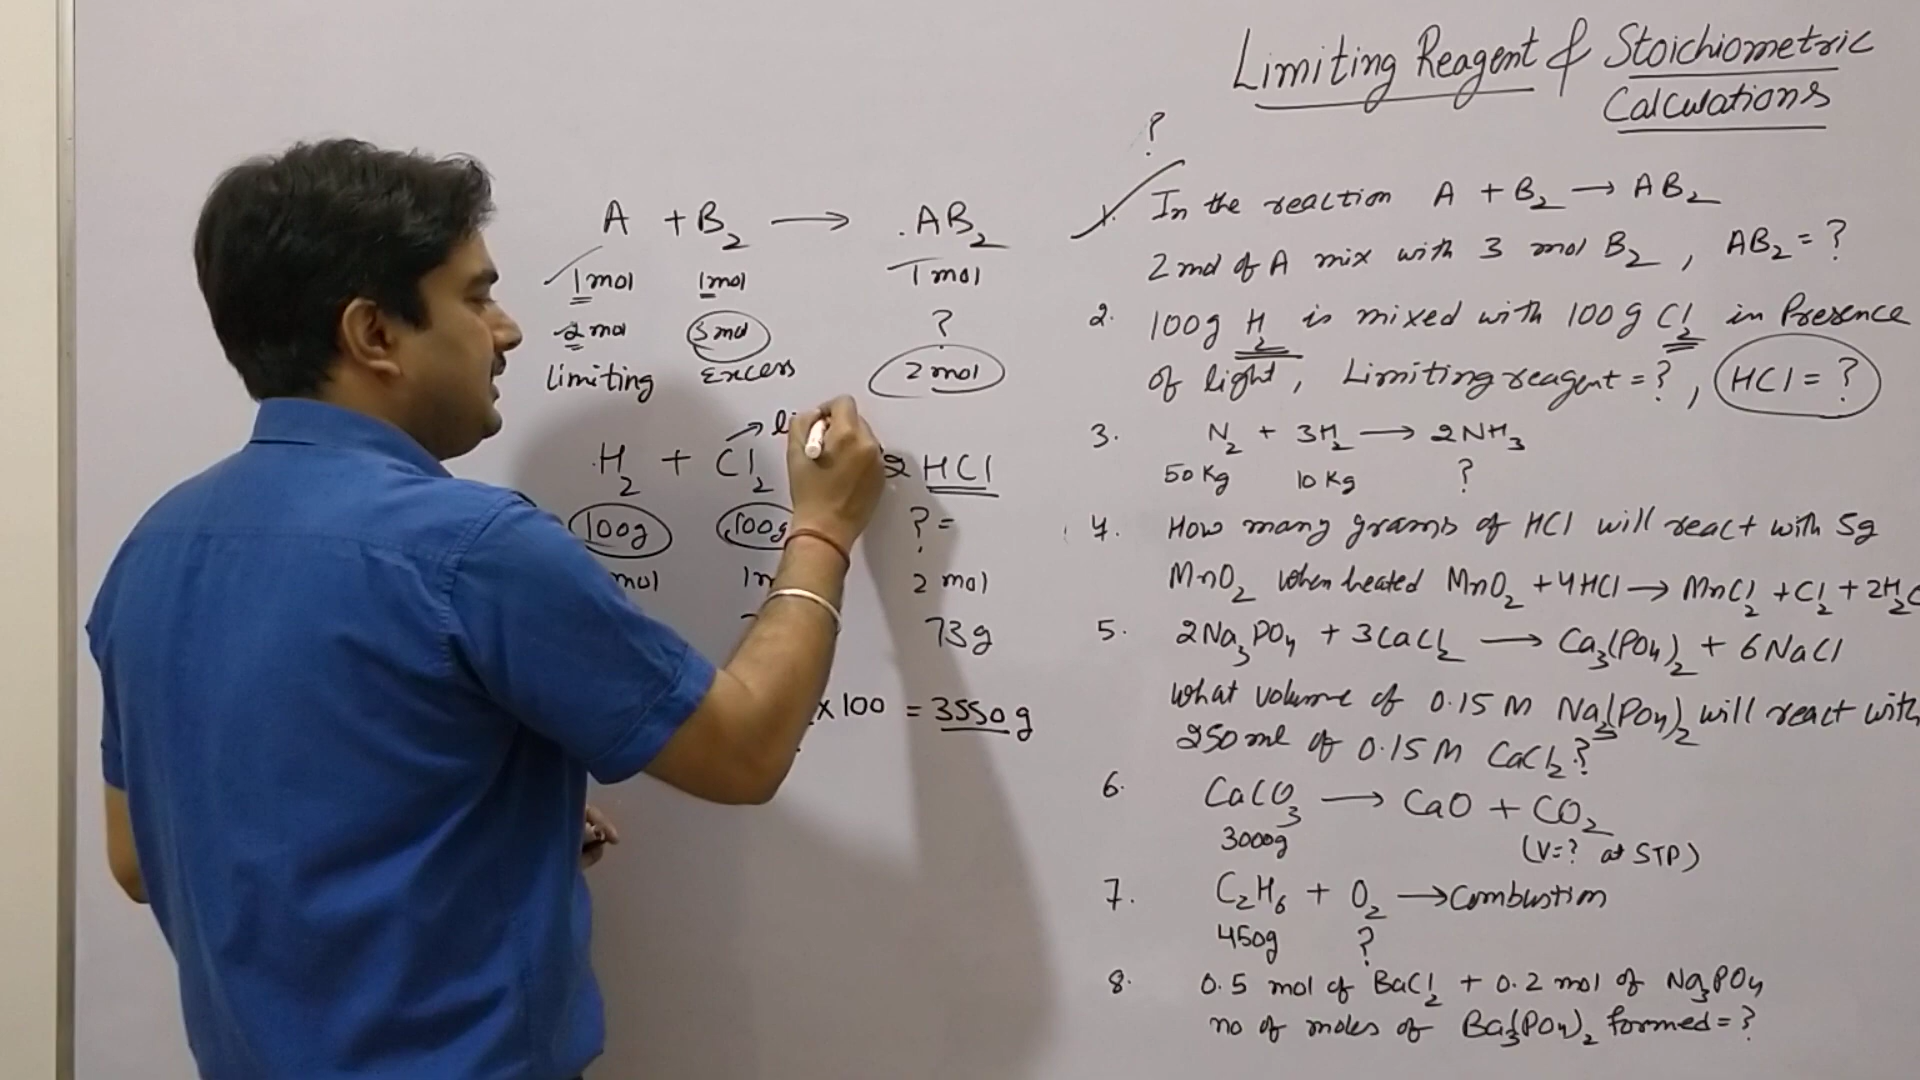 Limiting Reagent & Stoichiometric
Calculations
?
1. In the reaction A + B₂ → AB₂
2 mol of A mix with 3 mol B₂, AB₂ = ?
2. 100g H₂ is mixed with 100g Cl₂ in Presence
of light, Limiting reagent = ?, HCl = ?
3. N₂ + 3H₂ → 2NH₃
50 Kg 10 Kg ?
4. How many grams of HCl will react with 5g
MnO₂ when heated MnO₂ + 4HCl → MnCl₂ + Cl₂ + 2H₂O
5. 2Na₃PO₄ + 3CaCl₂ → Ca₃(PO₄)₂ + 6NaCl
What volume of 0.15 M Na₃(PO₄)₂ will react with
250 ml of 0.15 M CaCl₂?
6. CaCO₃ → CaO + CO₂
3000g (V=? at STP)
7. C₂H₆ + O₂ → Combustion
450g ?
8. 0.5 mol of BaCl₂ + 0.2 mol of Na₃PO₄
no of moles of Ba₃(PO₄)₂ formed = ?
A + B₂ → AB₂
1 mol 1 mol 1 mol
2 mol 3 mol ?
limiting Excess 2 mol
→ li
H₂ + Cl₂ 2 HCl
100g 100g ? =
mol 1m 2 mol
73g
x 100 = 3550 g